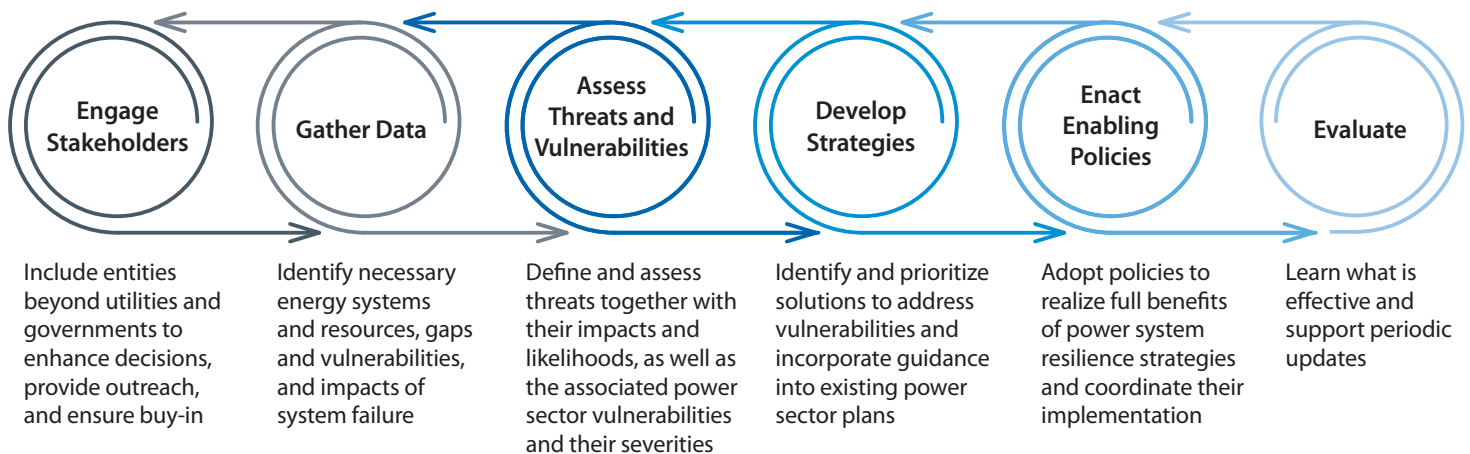 Engage
Stakeholders
Gather Data
Assess
Threats and
Vulnerabilities
Develop
Strategies
Enact
Enabling
Policies
Evaluate
Include entities
beyond utilities and
governments to
enhance decisions,
provide outreach,
and ensure buy-in
Identify necessary
energy systems
and resources, gaps
and vulnerabilities,
and impacts of
system failure
Define and assess
threats together with
their impacts and
likelihoods, as well as
the associated power
sector vulnerabilities
and their severities
Identify and prioritize
solutions to address
vulnerabilities and
incorporate guidance
into existing power
sector plans
Adopt policies to
realize full benefits
of power system
resilience strategies
and coordinate their
implementation
Learn what is
effective and
support periodic
updates